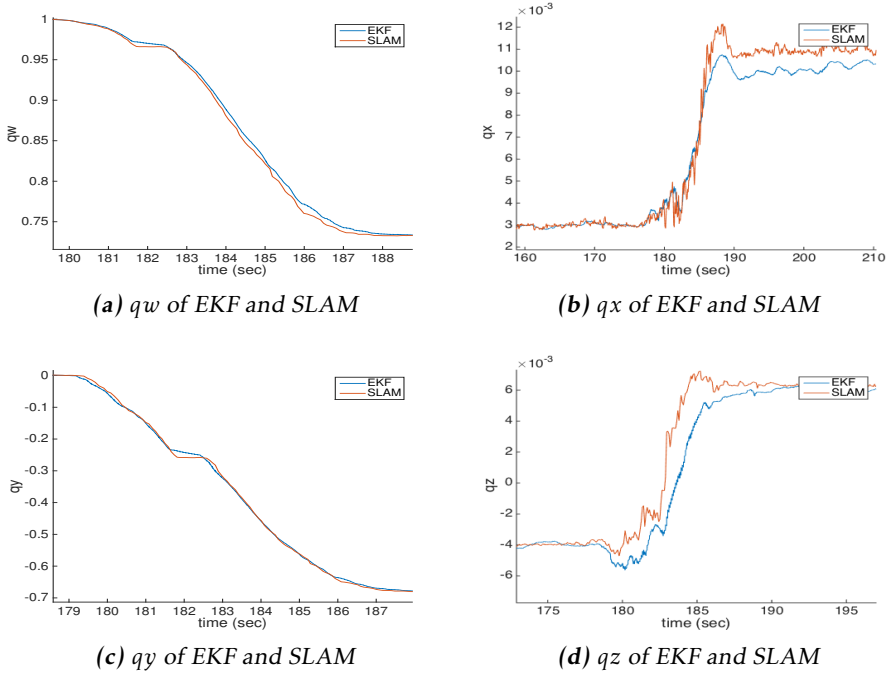 1
0.95
0.9
0.85
0.8
0.75
qw
180 181 182 183 184 185 186 187 188
time (sec)
EKF
SLAM
(a) qw of EKF and SLAM
×10⁻³
12
11
10
9
8
7
6
5
4
3
2
qx
160 170 180 190 200 210
time (sec)
EKF
SLAM
(b) qx of EKF and SLAM
0
-0.1
-0.2
-0.3
-0.4
-0.5
-0.6
-0.7
qy
179 180 181 182 183 184 185 186 187
time (sec)
EKF
SLAM
(c) qy of EKF and SLAM
×10⁻³
6
4
2
0
-2
-4
-6
qz
175 180 185 190 195
time (sec)
EKF
SLAM
(d) qz of EKF and SLAM